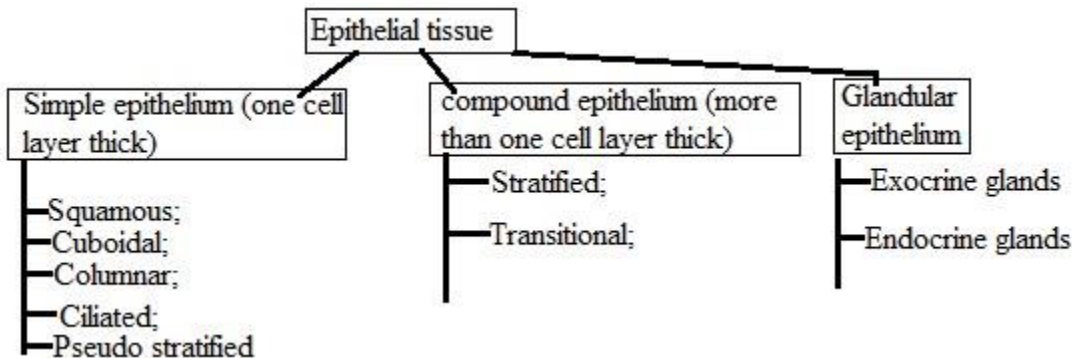 Epithelial tissue
Simple epithelium (one cell
layer thick)
Squamous;
Cuboidal;
Columnar;
Ciliated;
Pseudo stratified
compound epithelium (more
than one cell layer thick)
Stratified;
Transitional;
Glandular
epithelium
Exocrine glands
Endocrine glands